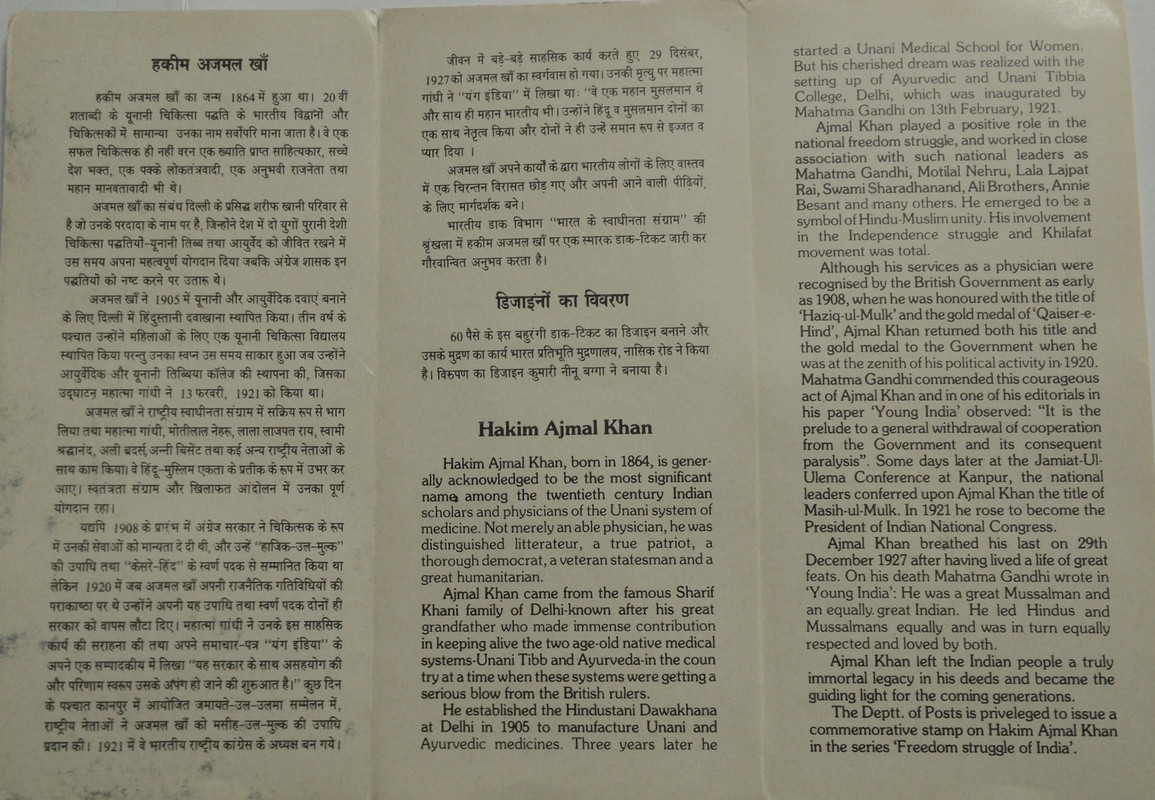 हकीम अजमल खाँ
हकीम अजमल खाँ का जन्म 1864 में हुआ था। 20 वीं
शताब्दी के यूनानी चिकित्सा पद्धति के भारतीय विद्वानों और
चिकित्सकों में सामान्या उनका नाम सर्वोपरि माना जाता है। वे एक
सफल चिकित्सक ही नही वरन एक ख्याति प्राप्त साहित्यकार, सच्चे
देश भक्त, एक पक्के लोकतंत्रवादी, एक अनुभवी राजनेता तथा
महान मानवतावादी भी थे।
अजमल खाँ का संबंध दिल्ली के प्रसिद्ध शरीफ खानी परिवार से
है जो उनके परदादा के नाम पर है, जिन्होंने देश में दो युगों पुरानी देशी
चिकित्सा पद्धतियों-यूनानी तिब्ब तथा आयुर्वेद को जीवित रखने में
उस समय अपना महत्वपूर्ण योगदान दिया जबकि अंग्रेज शासक इन
पद्धतियों को नष्ट करने पर उतारू थे।
अजमल खाँ ने 1905 में यूनानी और आयुर्वेदिक दवाएं बनाने
के लिए दिल्ली में हिंदुस्तानी दवाखाना स्थापित किया। तीन वर्ष के
पश्चात उन्होंने महिलाओं के लिए एक यूनानी चिकित्सा विद्यालय
स्थापित किया परन्तु उनका स्वप्न उस समय साकार हुआ जब उन्होंने
आयुर्वेदिक और यूनानी तिब्बिया कॉलेज की स्थापना की, जिसका
उद्घाटन महात्मा गांधी ने 13 फरवरी, 1921 को किया था।
अजमल खाँ ने राष्ट्रीय स्वाधीनता संग्राम में सक्रिय रूप से भाग
लिया तथा महात्मा गांधी, मोतीलाल नेहरू, लाला लाजपत राय, स्वामी
श्रद्धानंद, अली बदर्स, अन्नी बिसेंट तथा कई अन्य राष्ट्रीय नेताओं के
साथ काम किया। वे हिंदू-मुस्लिम एकता के प्रतीक के रूप में उभर कर
आए। स्वतंत्रता संग्राम और खिलाफत आंदोलन में उनका पूर्ण
योगदान रहा।
यद्यपि 1908 के प्रारंभ में अंग्रेज सरकार ने चिकित्सक के रूप
में उनकी सेवाओं को मान्यता दे दी थी, और उन्हें "हाजिक-उल-मुल्क"
की उपाधि तथा "केसरे-हिंद" के स्वर्ण पदक से सम्मानित किया था
लेकिन 1920 में जब अजमल खाँ अपनी राजनैतिक गतिविधियों की
पराकाष्ठा पर थे उन्होंने अपनी यह उपाधि तथा स्वर्ण पदक दोनों ही
सरकार को वापस लौटा दिए। महात्मा गांधी ने उनके इस साहसिक
कार्य की सराहना की तथा अपने समाचार-पत्र "यंग इंडिया" के
अपने एक सम्पादकीय में लिखा "यह सरकार के साथ असहयोग की
और परिणाम स्वरूप उसके अपंग हो जाने की शुरुआत है।" कुछ दिन
के पश्चात कानपुर में आयोजित जमायते-उल-उलमा सम्मेलन में,
राष्ट्रीय नेताओं ने अजमल खाँ को मसीह-उल-मुल्क की उपाधि
प्रदान की। 1921 में वे भारतीय राष्ट्रीय कांग्रेस के अध्यक्ष बन गये।
जीवन में बड़े-बड़े साहसिक कार्य करते हुए 29 दिसंबर,
1927 को अजमल खाँ का स्वर्गवास हो गया। उनकी मृत्यु पर महात्मा
गांधी ने "यंग इंडिया" में लिखा थाः "वे एक महान मुसलमान थे
और साथ ही महान भारतीय भी। उन्होंने हिंदू व मुसलमान दोनों का
एक साथ नेतृत्व किया और दोनों ने ही उन्हें समान रूप से इज्जत व
प्यार दिया ।
अजमल खाँ अपने कार्यों के द्वारा भारतीय लोगों के लिए वास्तव
में एक चिरन्तन विरासत छोड़ गए और अपनी आने वाली पीढ़ियों
के लिए मार्गदर्शक बने।
भारतीय डाक विभाग "भारत के स्वाधीनता संग्राम" की
श्रृंखला में हकीम अजमल खाँ पर एक स्मारक डाक-टिकट जारी कर
गौरवान्वित अनुभव करता है।
डिजाइनों का विवरण
60 पैसे के इस बहुरंगी डाक-टिकट का डिजाइन बनाने और
उसके मुद्रण का कार्य भारत प्रतिभूति मुद्रणालय, नासिक रोड ने किया
है। विरुपण का डिजाइन कुमारी नीनू बग्गा ने बनाया है।
Hakim Ajmal Khan
Hakim Ajmal Khan, born in 1864, is gener-
ally acknowledged to be the most significant
name among the twentieth century Indian
scholars and physicians of the Unani system of
medicine. Not merely an able physician, he was
distinguished litterateur, a true patriot, a
thorough democrat, a veteran statesman and a
great humanitarian.
Ajmal Khan came from the famous Sharif
Khani family of Delhi-known after his great
grandfather who made immense contribution
in keeping alive the two age-old native medical
systems-Unani Tibb and Ayurveda-in the coun
try at a time when these systems were getting a
serious blow from the British rulers.
He established the Hindustani Dawakhana
at Delhi in 1905 to manufacture Unani and
Ayurvedic medicines. Three years later he
started a Unani Medical School for Women.
But his cherished dream was realized with the
setting up of Ayurvedic and Unani Tibbia
College, Delhi, which was inaugurated by
Mahatma Gandhi on 13th February, 1921.
Ajmal Khan played a positive role in the
national freedom struggle, and worked in close
association with such national leaders as
Mahatma Gandhi, Motilal Nehru, Lala Lajpat
Rai, Swami Sharadhanand, Ali Brothers, Annie
Besant and many others. He emerged to be a
symbol of Hindu-Muslim unity. His involvement
in the Independence struggle and Khilafat
movement was total.
Although his services as a physician were
recognised by the British Government as early
as 1908, when he was honoured with the title of
'Haziq-ul-Mulk' and the gold medal of 'Qaiser-e-
Hind', Ajmal Khan returned both his title and
the gold medal to the Government when he
was at the zenith of his political activity in 1920.
Mahatma Gandhi commended this courageous
act of Ajmal Khan and in one of his editorials in
his paper 'Young India' observed: "It is the
prelude to a general withdrawal of cooperation
from the Government and its consequent
paralysis". Some days later at the Jamiat-Ul-
Ulema Conference at Kanpur, the national
leaders conferred upon Ajmal Khan the title of
Masih-ul-Mulk. In 1921 he rose to become the
President of Indian National Congress.
Ajmal Khan breathed his last on 29th
December 1927 after having lived a life of great
feats. On his death Mahatma Gandhi wrote in
'Young India': He was a great Mussalman and
an equally great Indian. He led Hindus and
Mussalmans equally and was in turn equally
respected and loved by both.
Ajmal Khan left the Indian people a truly
immortal legacy in his deeds and became the
guiding light for the coming generations.
The Deptt. of Posts is priveleged to issue a
commemorative stamp on Hakim Ajmal Khan
in the series 'Freedom struggle of India'.